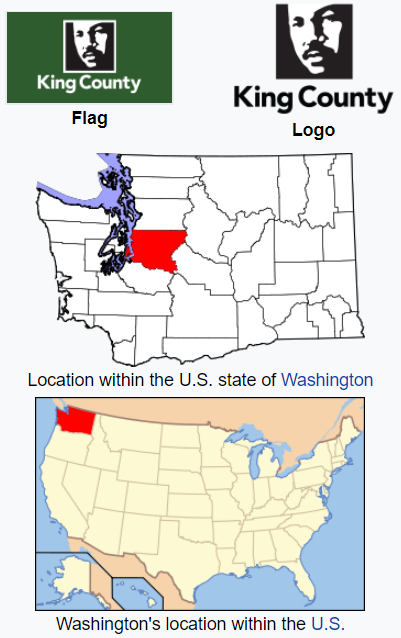 King County
Flag
King County
Logo
Location within the U.S. state of Washington
Washington's location within the U.S.